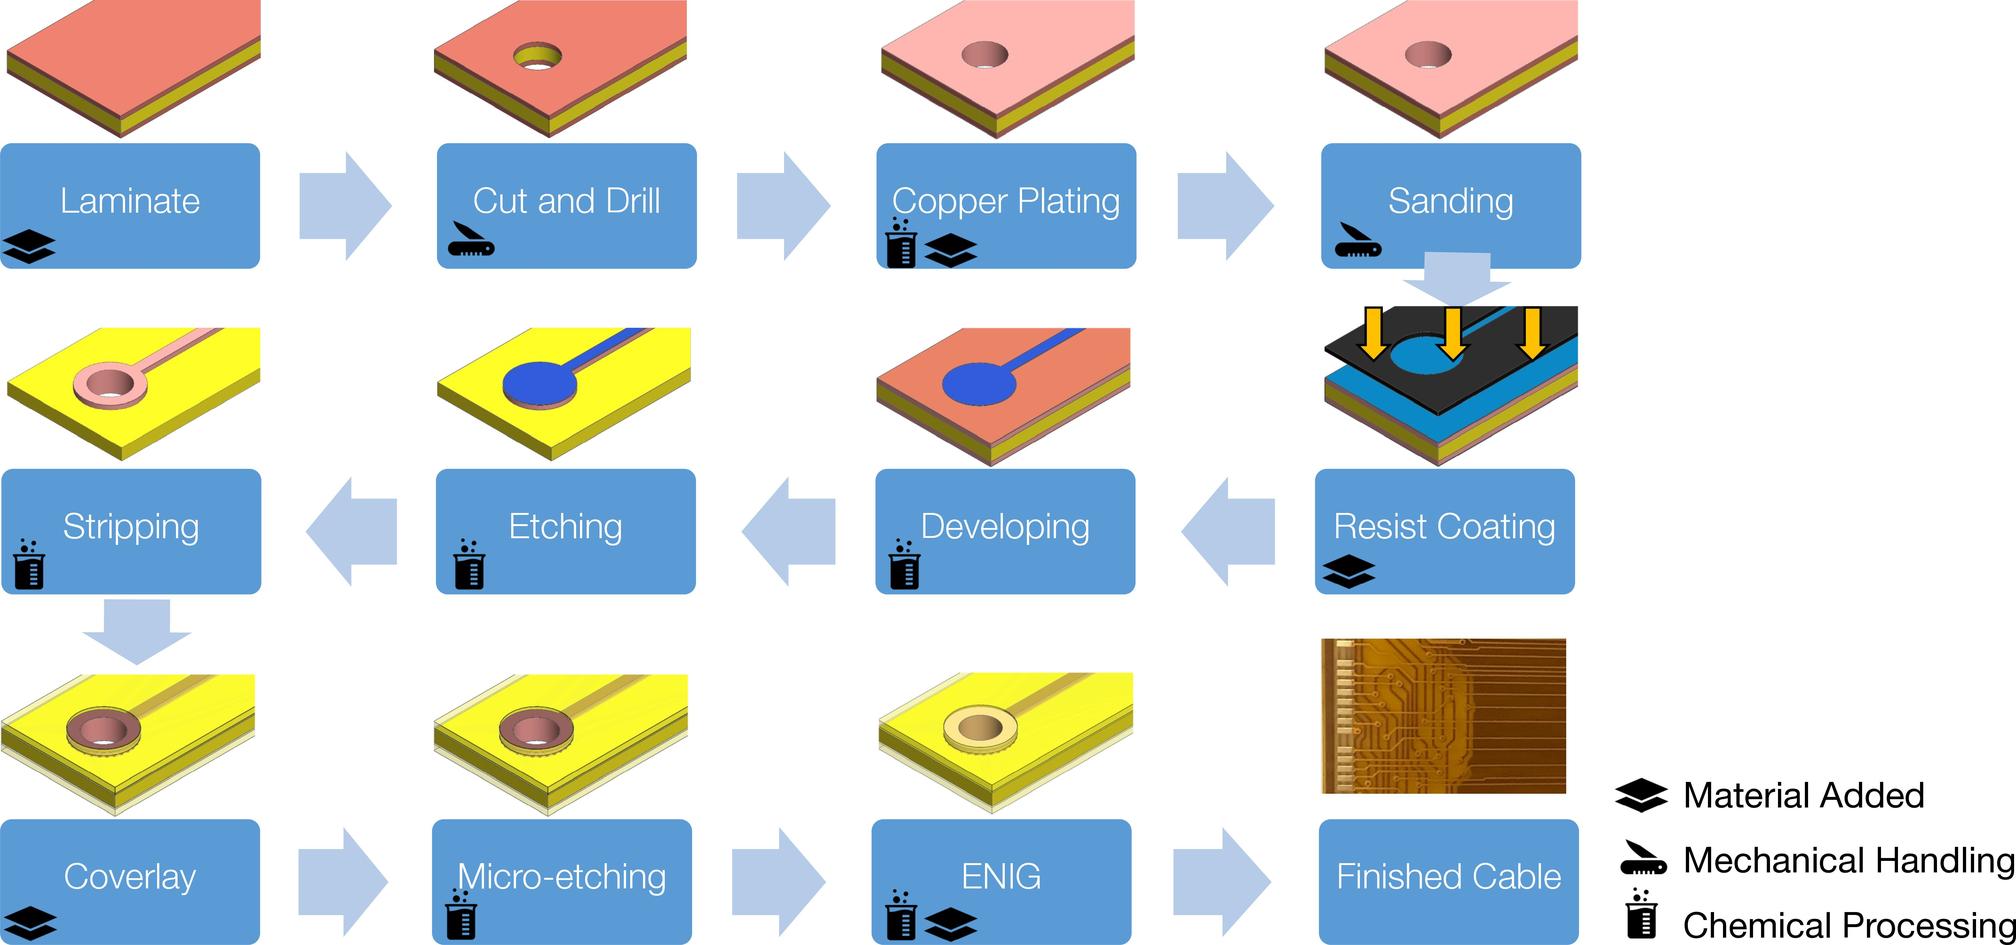 Laminate
Cut and Drill
Copper Plating
Sanding
Stripping
Etching
Developing
Resist Coating
Coverlay
Micro-etching
ENIG
Finished Cable
Material Added
Mechanical Handling
Chemical Processing